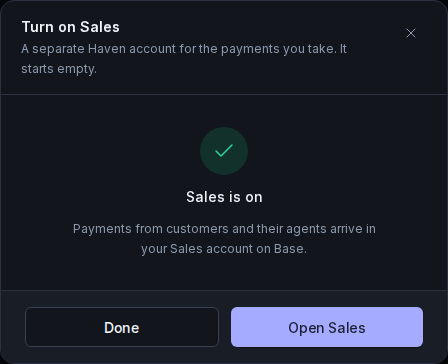 Turn on Sales
A separate Haven account for the payments you take. It
starts empty.
Sales is on
Payments from customers and their agents arrive in
your Sales account on Base.
Done
Open Sales